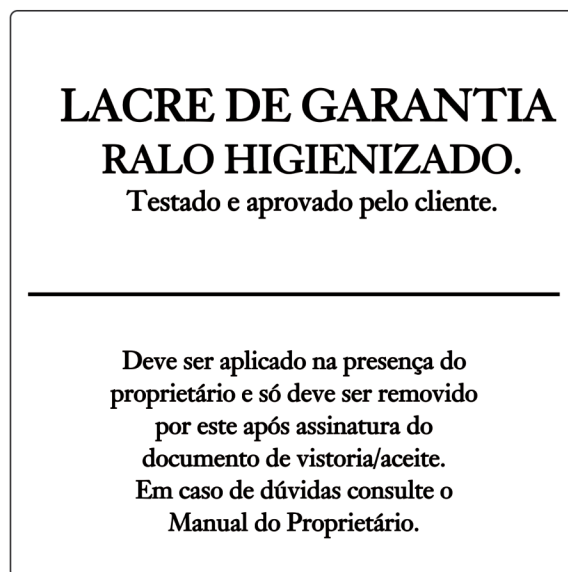 LACRE DE GARANTIA
RALO HIGIENIZADO.
Testado e aprovado pelo cliente.
Deve ser aplicado na presença do
proprietário e só deve ser removido
por este após assinatura do
documento de vistoria/aceite.
Em caso de dúvidas consulte o
Manual do Proprietário.